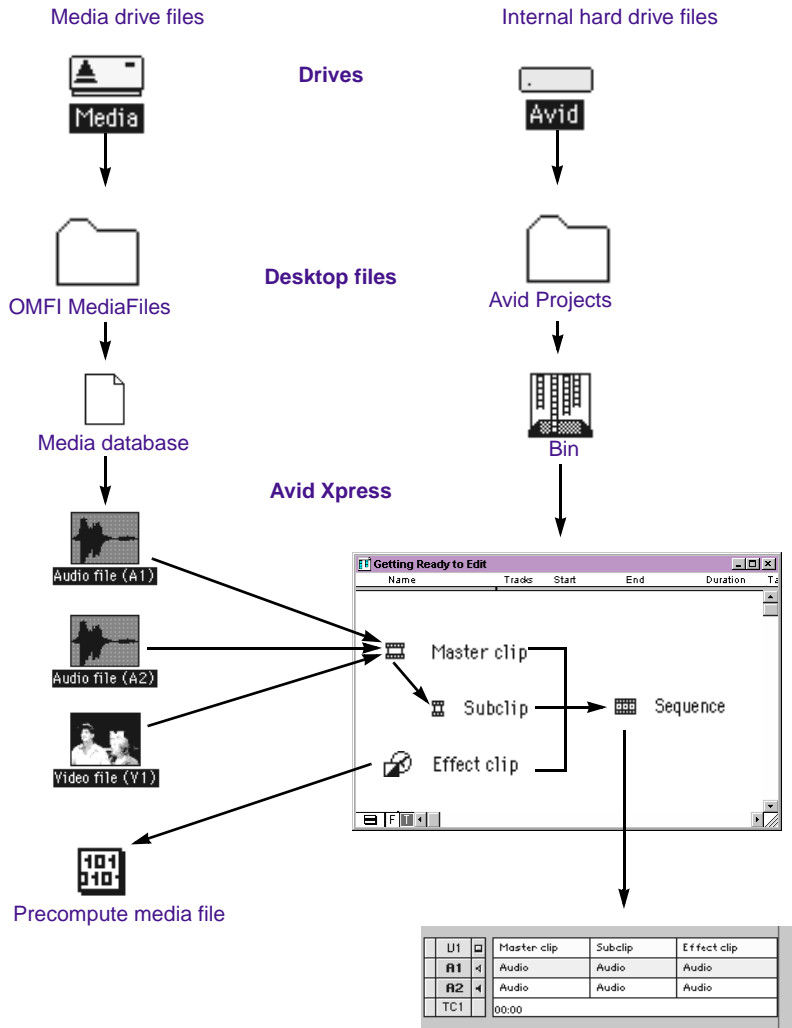 Media drive files
Internal hard drive files
Drives
Media
Avid
Desktop files
OMFI MediaFiles
Avid Projects
Media database
Bin
Avid Xpress
Audio file (A1)
Audio file (A2)
Video file (V1)
Getting Ready to Edit
Name Tracks Start End Duration Ta
Master clip
Subclip
Sequence
Effect clip
F T
101
010
Precompute media file
V1 Master clip Subclip Effect clip
A1 Audio Audio Audio
A2 Audio Audio Audio
TC1 00:00